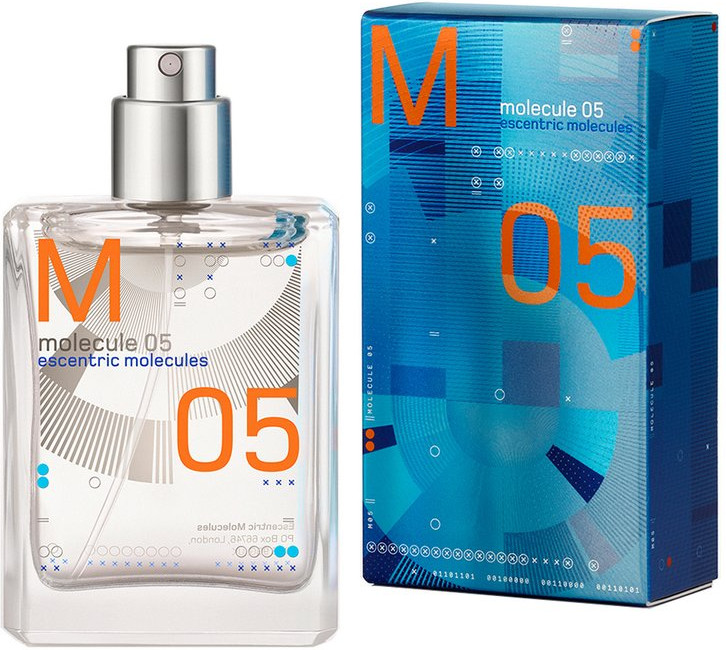 M
molecule 05
escentric molecules
05
Escentric Molecules
PO Box 66746, London,
M
molecule 05
escentric molecules
05
MOLECULE 05
M05
01101101 00100000 00110000 00110101
MOLECULE 05
M05